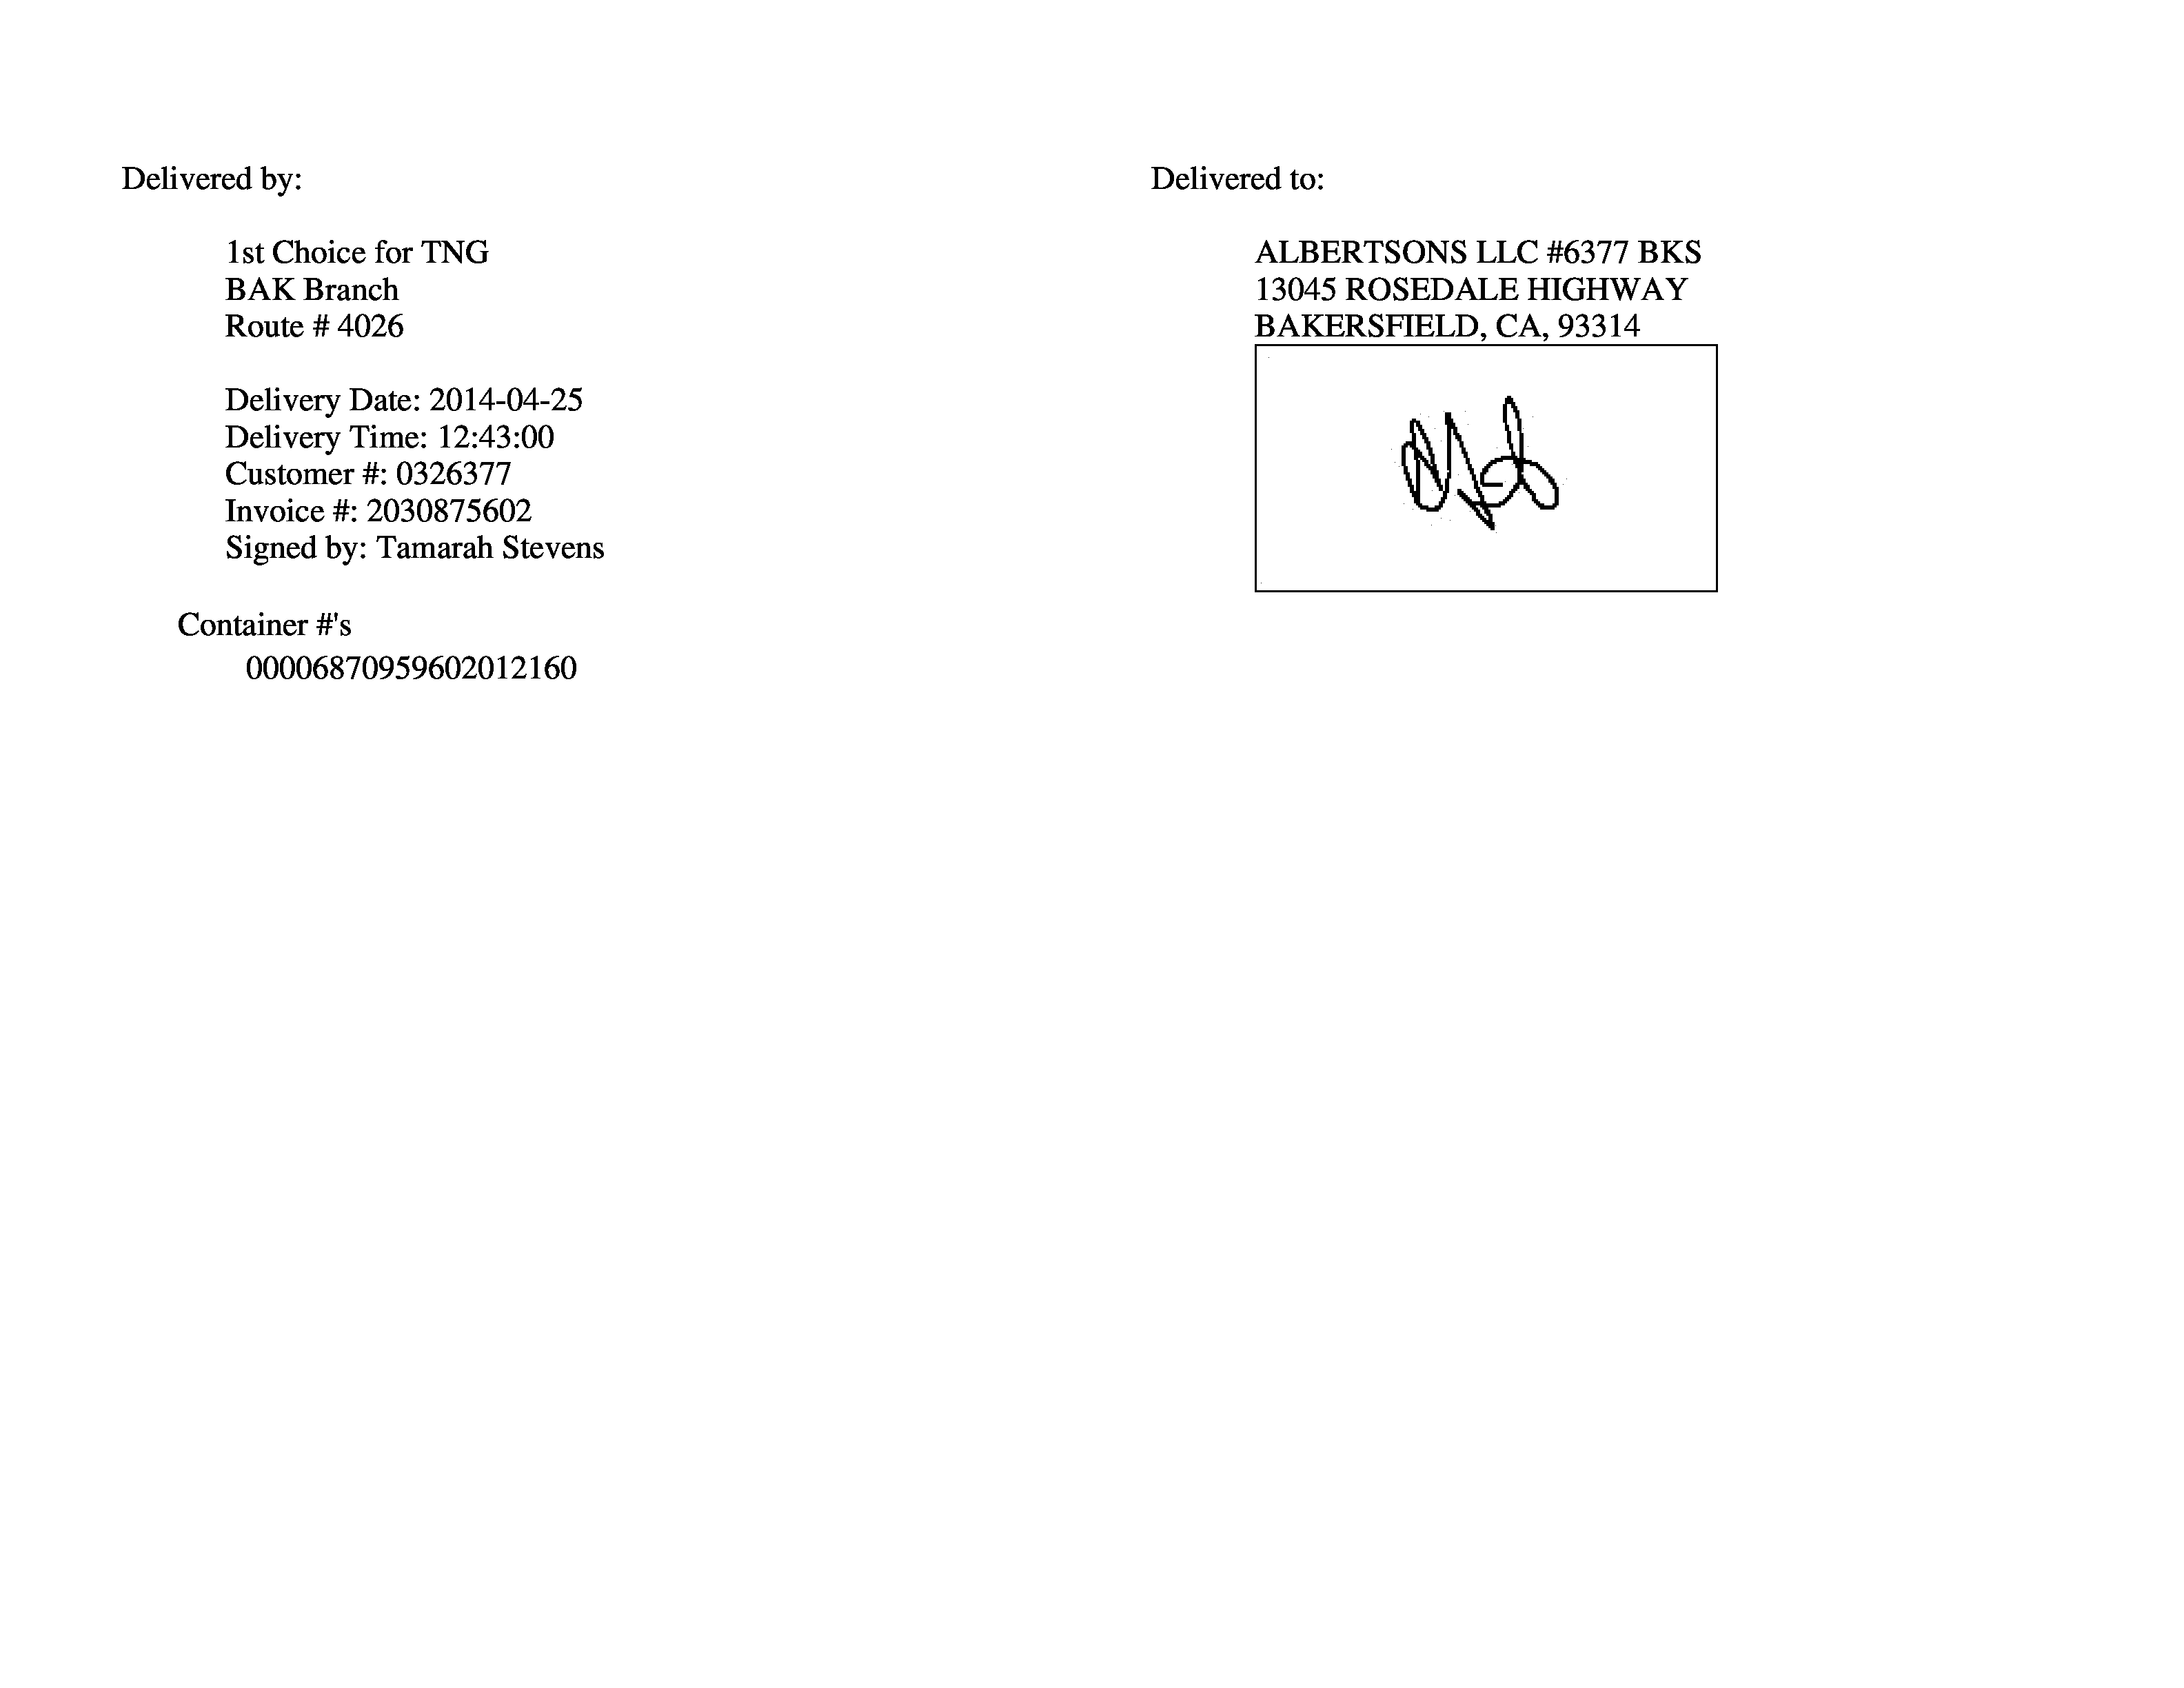 Delivered by:
1st Choice for TNG
BAK Branch
Route # 4026
Delivery Date: 2014-04-25
Delivery Time: 12:43:00
Customer #: 0326377
Invoice #: 2030875602
Signed by: Tamarah Stevens
Container #'s
00006870959602012160
Delivered to:
ALBERTSONS LLC #6377 BKS
13045 ROSEDALE HIGHWAY
BAKERSFIELD, CA, 93314